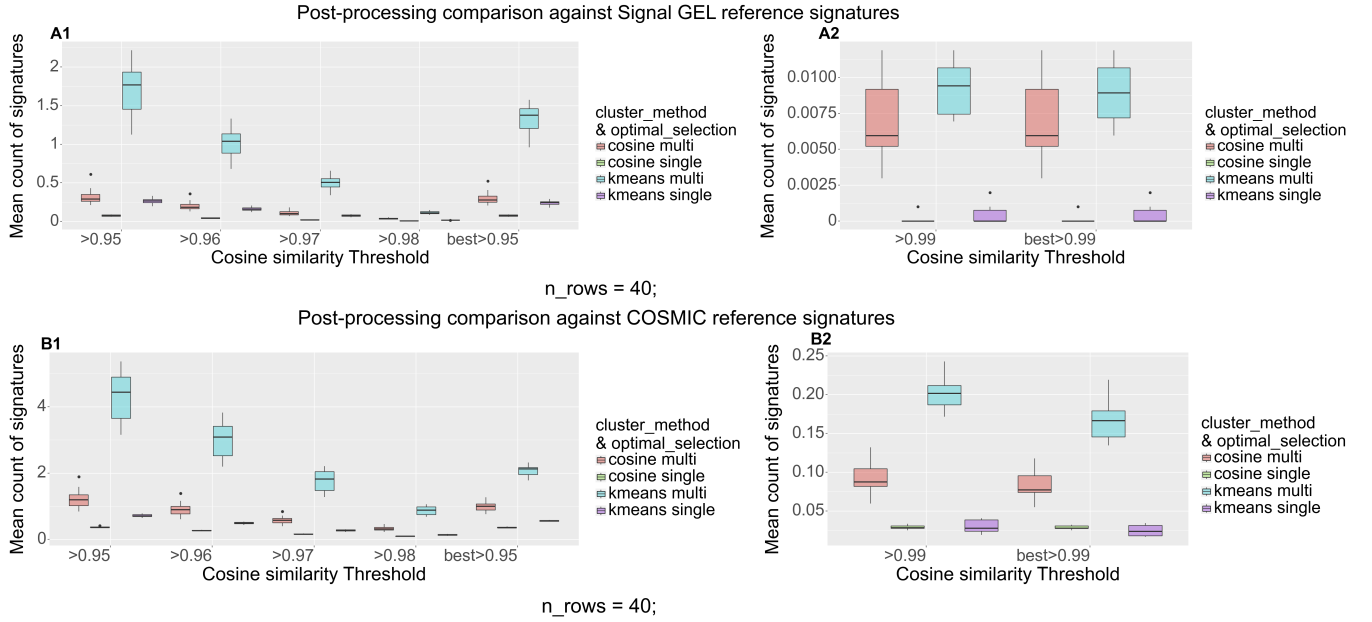 Post-processing comparison against Signal GEL reference signatures
A1
Mean count of signatures
2
1.5
1
0.5
0
>0.95 >0.96 >0.97 >0.98 best>0.95
Cosine similarity Threshold
cluster_method
& optimal_selection
cosine multi
cosine single
kmeans multi
kmeans single
A2
Mean count of signatures
0.0100
0.0075
0.0050
0.0025
0
>0.99 best>0.99
Cosine similarity Threshold
cluster_method
& optimal_selection
cosine multi
cosine single
kmeans multi
kmeans single
n_rows = 40;
Post-processing comparison against COSMIC reference signatures
B1
Mean count of signatures
4
2
0
>0.95 >0.96 >0.97 >0.98 best>0.95
Cosine similarity Threshold
cluster_method
& optimal_selection
cosine multi
cosine single
kmeans multi
kmeans single
B2
Mean count of signatures
0.25
0.20
0.15
0.10
0.05
>0.99 best>0.99
Cosine similarity Threshold
cluster_method
& optimal_selection
cosine multi
cosine single
kmeans multi
kmeans single
n_rows = 40;